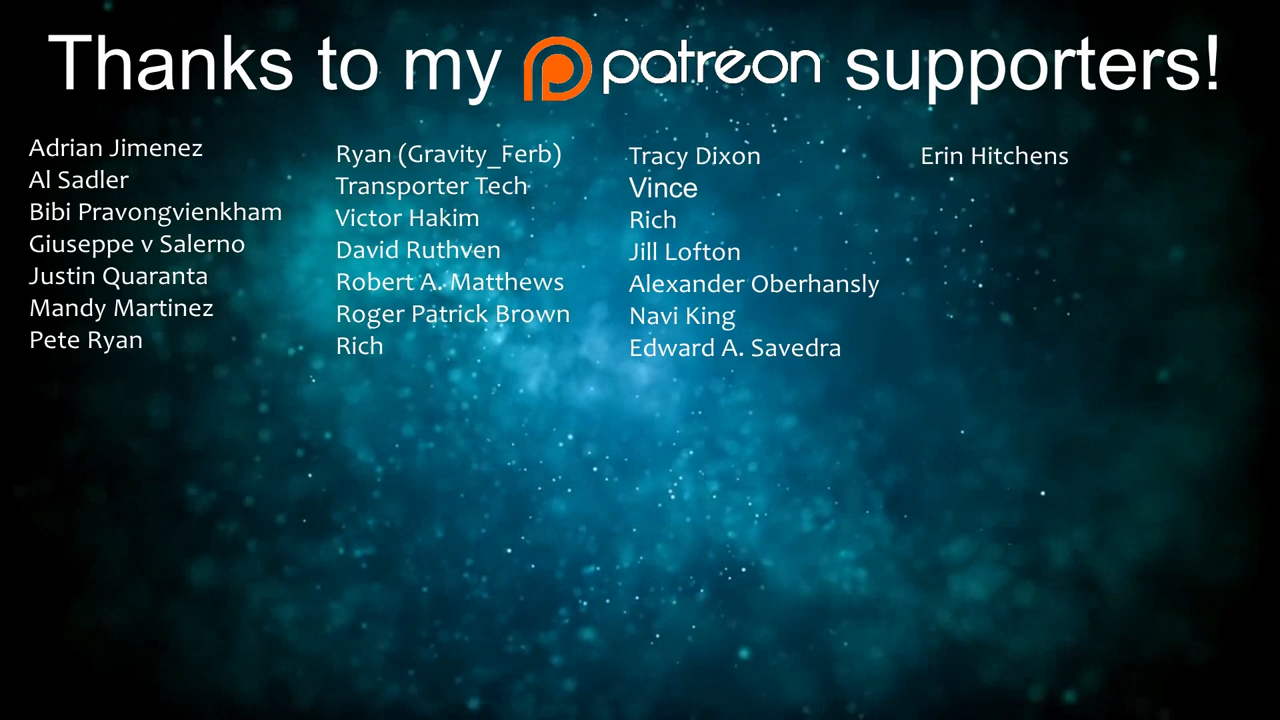 Thanks to my patreon supporters!
Adrian Jimenez
Al Sadler
Bibi Pravongvienkham
Giuseppe v Salerno
Justin Quaranta
Mandy Martinez
Pete Ryan
Ryan (Gravity_Ferb)
Transporter Tech
Victor Hakim
David Ruthven
Robert A. Matthews
Roger Patrick Brown
Rich
Tracy Dixon
Vince
Rich
Jill Lofton
Alexander Oberhansly
Navi King
Edward A. Savedra
Erin Hitchens